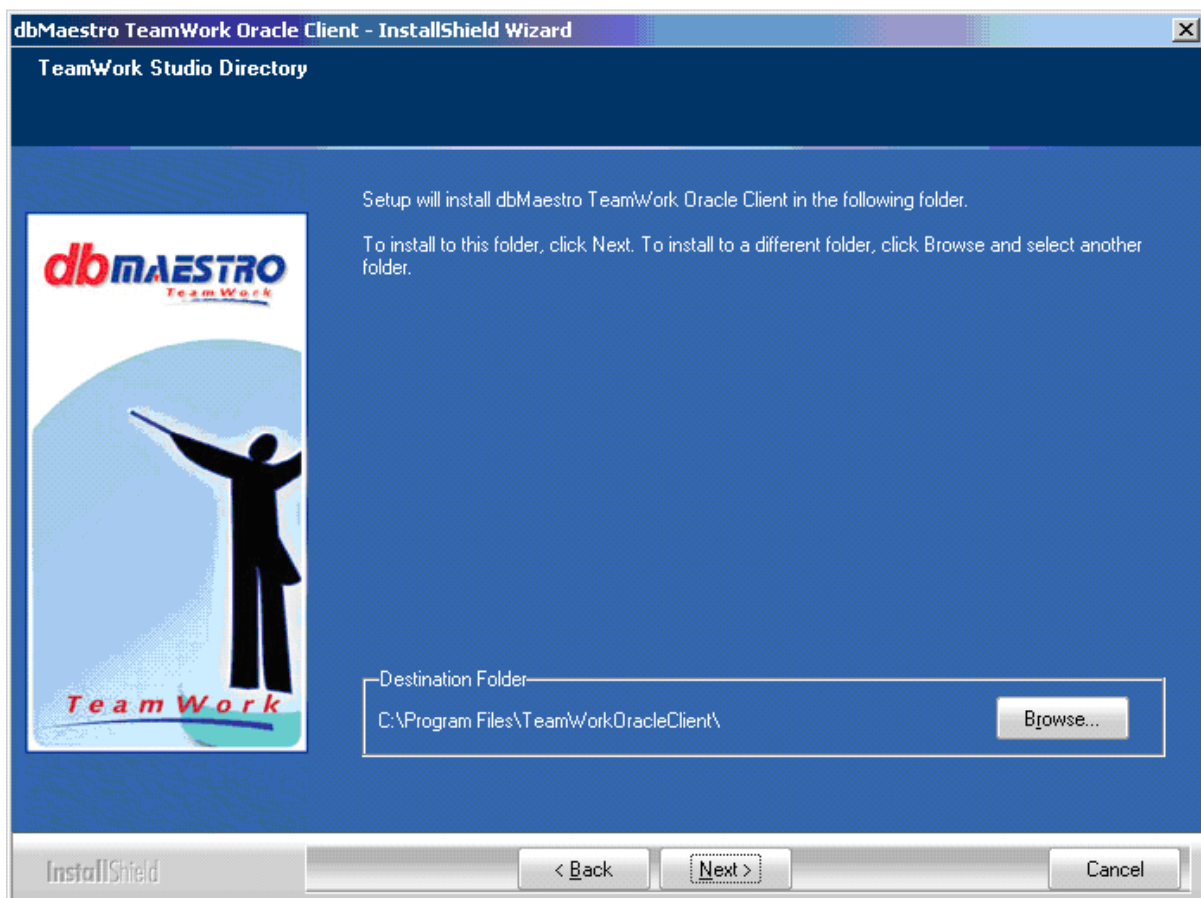 dbMaestro TeamWork Oracle Client - InstallShield Wizard
TeamWork Studio Directory
Setup will install dbMaestro TeamWork Oracle Client in the following folder.
To install to this folder, click Next. To install to a different folder, click Browse and select another
folder.
dbMAESTRO
TeamWork
TeamWork
Destination Folder
C:\Program Files\TeamWorkOracleClient\
Browse...
InstallShield
< Back
Next >
Cancel